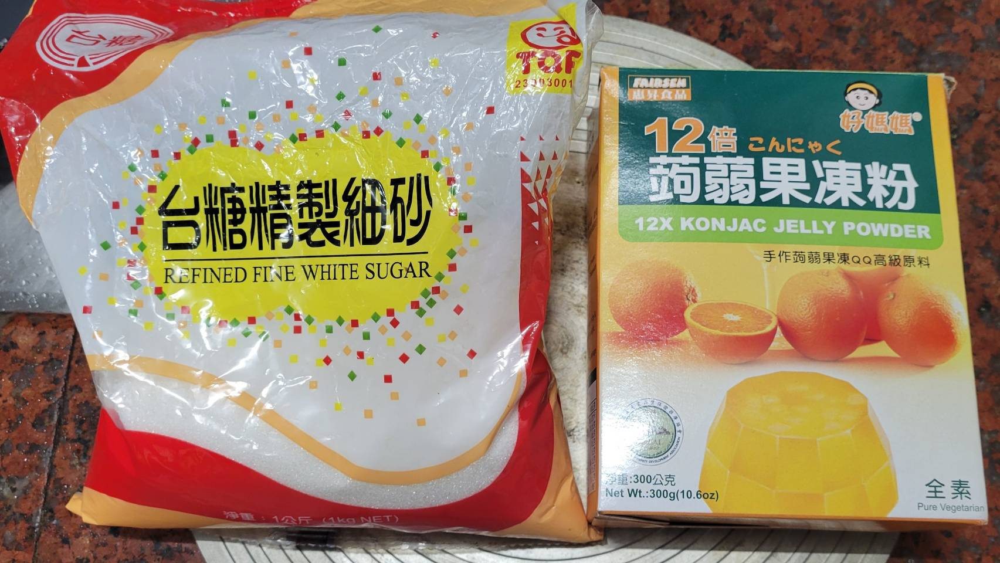 台糖
TQF
台糖精製細砂
REFINED FINE WHITE SUGAR
淨重：1公斤 (1kg NET)
FAIRSEN
惠昇食品
好媽媽®
12倍 こんにゃく
蒟蒻果凍粉
12X KONJAC JELLY POWDER
手作蒟蒻果凍QQ高級原料
淨重:300公克
Net Wt.:300g(10.6oz)
全素
Pure Vegetarian